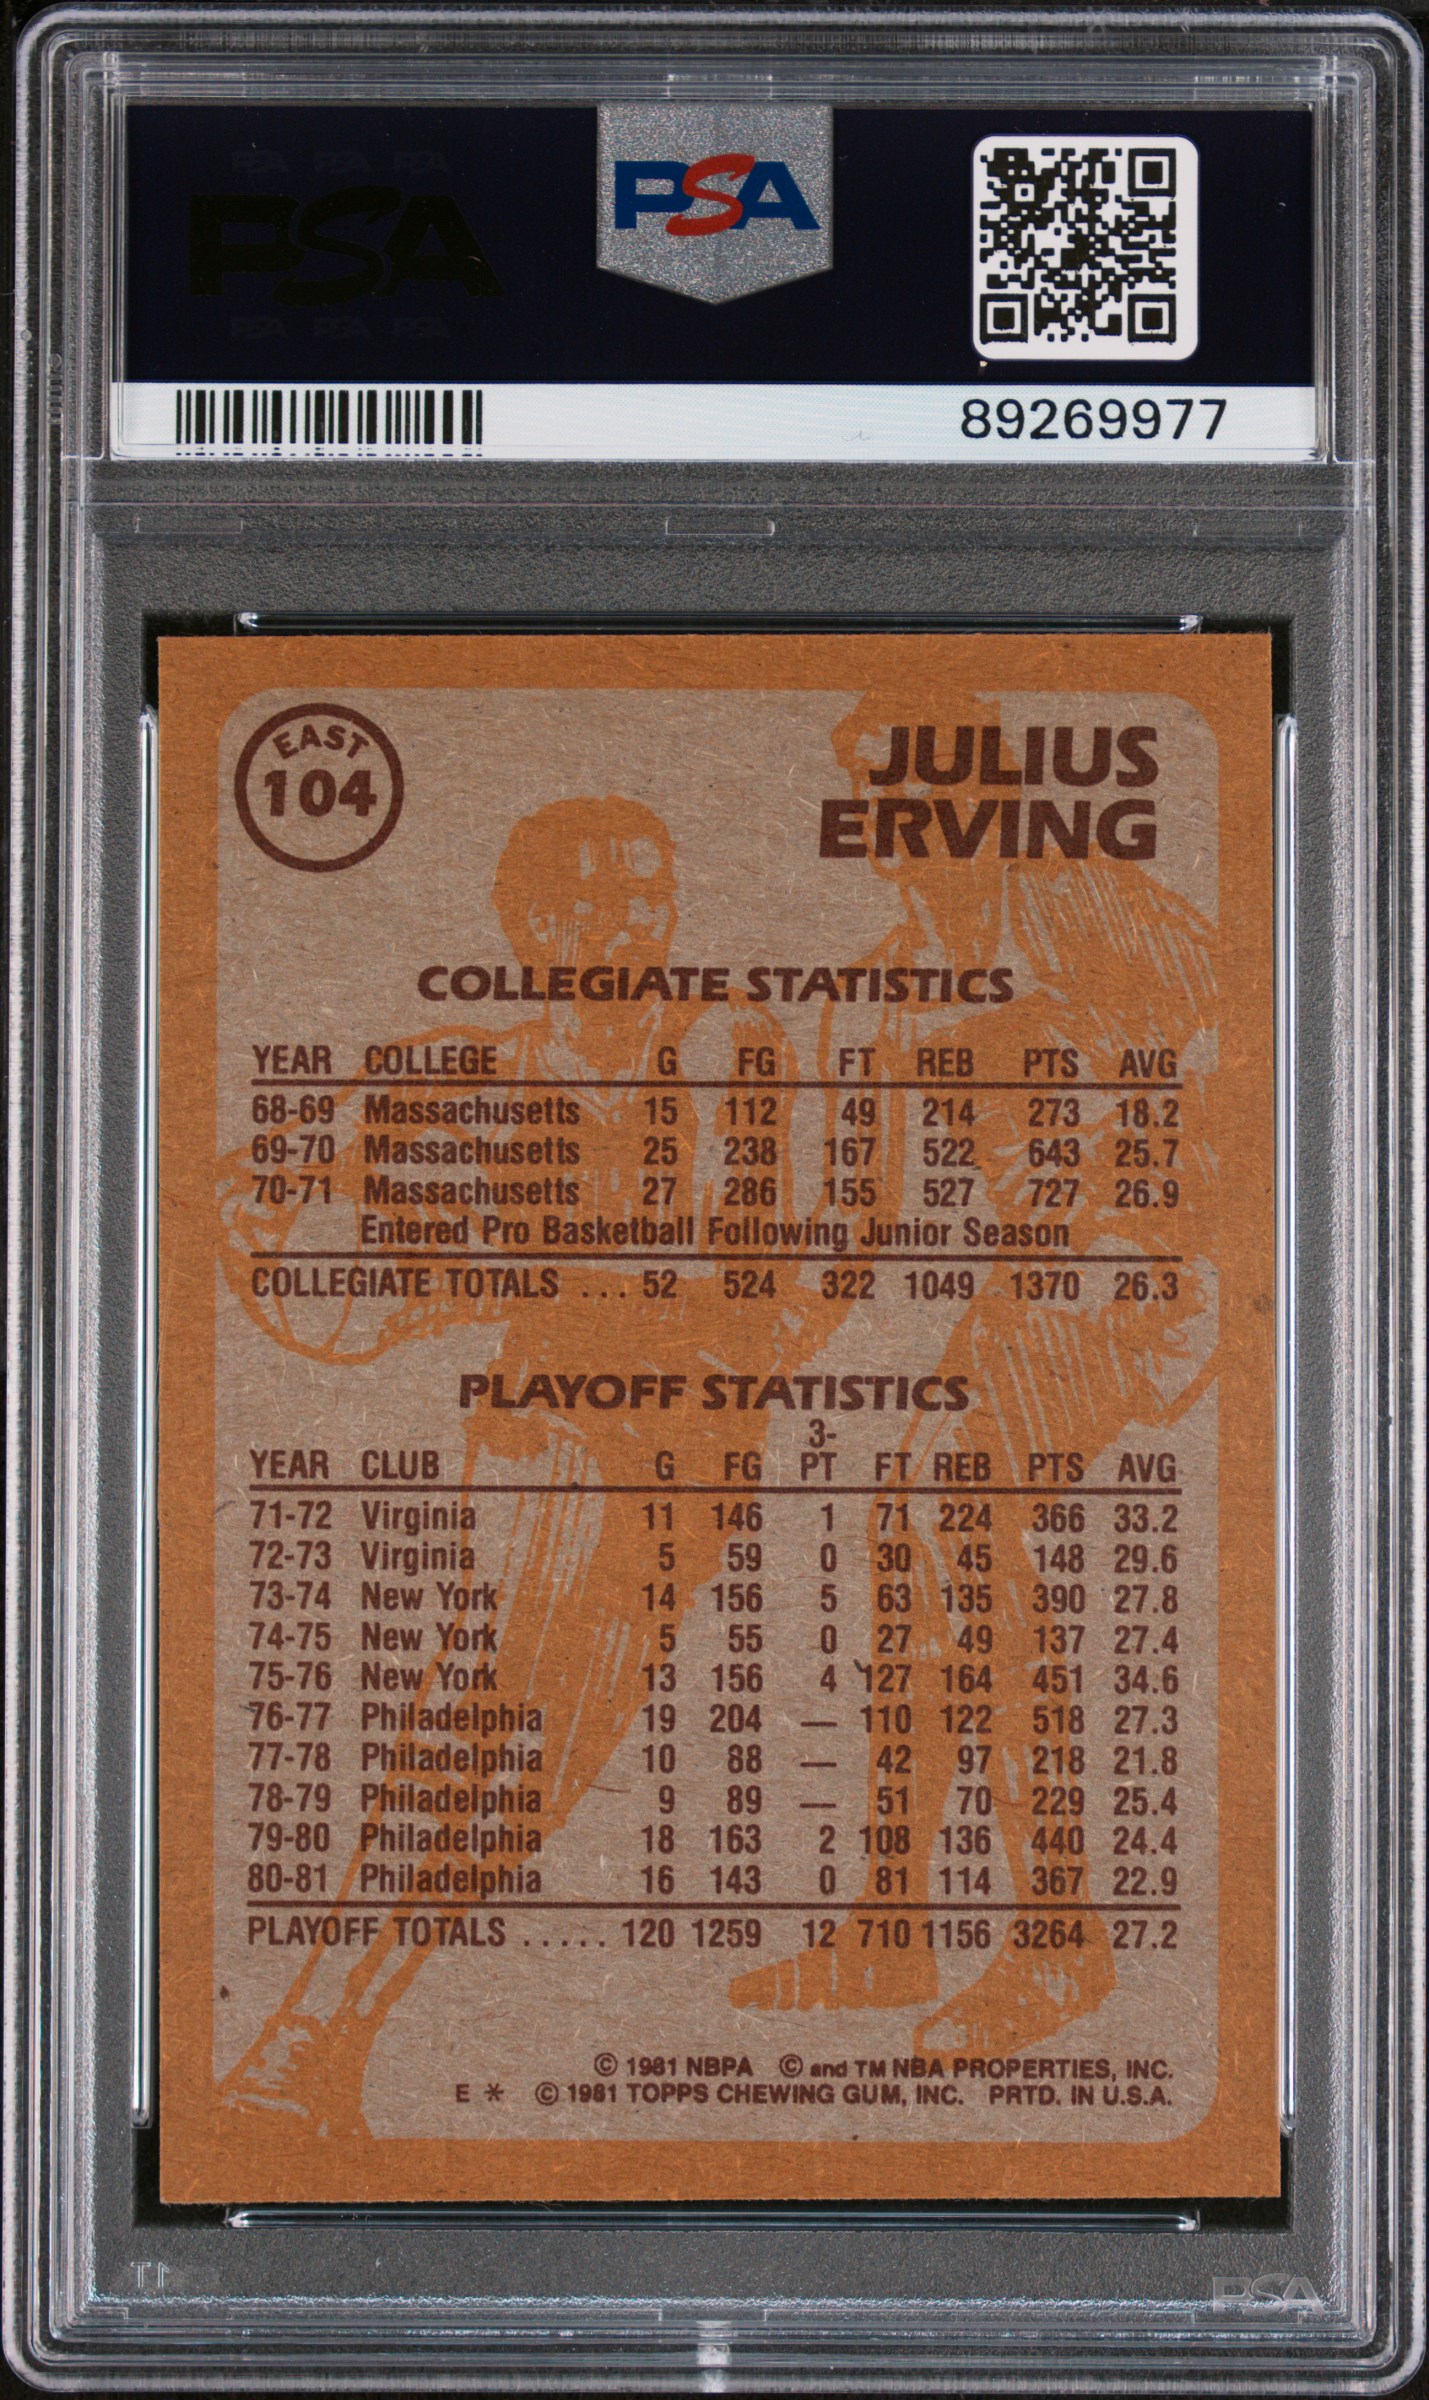 PSA PSA PSA
PSA
PSA PSA PSA
PSA
89269977
EAST
104
JULIUS
ERVING
COLLEGIATE STATISTICS
YEAR COLLEGE G FG FT REB PTS AVG
68-69 Massachusetts 15 112 49 214 273 18.2
69-70 Massachusetts 25 238 167 522 643 25.7
70-71 Massachusetts 27 286 155 527 727 26.9
Entered Pro Basketball Following Junior Season
COLLEGIATE TOTALS ... 52 524 322 1049 1370 26.3
PLAYOFF STATISTICS
3-
YEAR CLUB G FG PT FT REB PTS AVG
71-72 Virginia 11 146 1 71 224 366 33.2
72-73 Virginia 5 59 0 30 45 148 29.6
73-74 New York 14 156 5 63 135 390 27.8
74-75 New York 5 55 0 27 49 137 27.4
75-76 New York 13 156 4 127 164 451 34.6
76-77 Philadelphia 19 204 — 110 122 518 27.3
77-78 Philadelphia 10 88 — 42 97 218 21.8
78-79 Philadelphia 9 89 — 51 70 229 25.4
79-80 Philadelphia 18 163 2 108 136 440 24.4
80-81 Philadelphia 16 143 0 81 114 367 22.9
PLAYOFF TOTALS ..... 120 1259 12 710 1156 3264 27.2
© 1981 NBPA © and TM NBA PROPERTIES, INC.
E * © 1981 TOPPS CHEWING GUM, INC. PRTD. IN U.S.A.
PSA